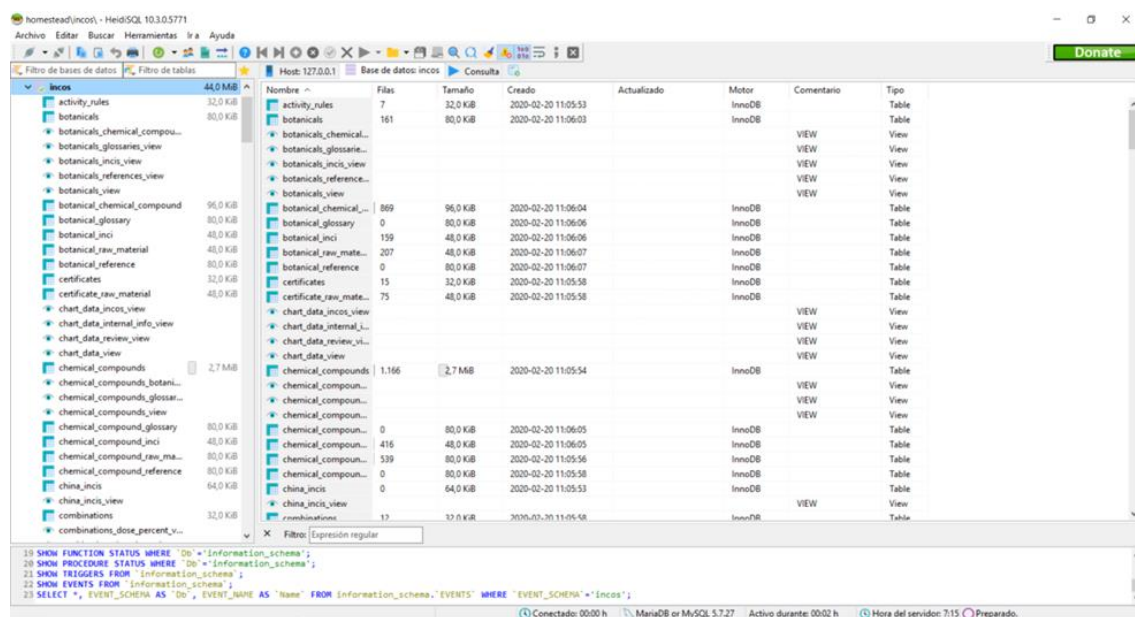 homestead\incos\ - HeidiSQL 10.3.0.5771
Archivo Editar Buscar Herramientas Ir a Ayuda
Donate
Filtro de bases de datos Filtro de tablas
Host: 127.0.0.1 Base de datos: incos Consulta
incos 44,0 MiB
activity_rules 32,0 KiB
botanicals 80,0 KiB
botanicals_chemical_compou...
botanicals_glossaries_view
botanicals_incis_view
botanicals_references_view
botanicals_view
botanical_chemical_compound 96,0 KiB
botanical_glossary 80,0 KiB
botanical_inci 48,0 KiB
botanical_raw_material 48,0 KiB
botanical_reference 80,0 KiB
certificates 32,0 KiB
certificate_raw_material 48,0 KiB
chart_data_incos_view
chart_data_internal_info_view
chart_data_review_view
chart_data_view
chemical_compounds 2,7 MiB
chemical_compounds_botani...
chemical_compounds_glossar...
chemical_compounds_view
chemical_compound_glossary 80,0 KiB
chemical_compound_inci 48,0 KiB
chemical_compound_raw_ma... 80,0 KiB
chemical_compound_reference 80,0 KiB
china_incis 64,0 KiB
china_incis_view
combinations 32,0 KiB
combinations_dose_percent_v...
Nombre Filas Tamaño Creado Actualizado Motor Comentario Tipo
activity_rules 7 32,0 KiB 2020-02-20 11:05:53 InnoDB Table
botanicals 161 80,0 KiB 2020-02-20 11:06:03 InnoDB Table
botanicals_chemical... VIEW View
botanicals_glossarie... VIEW View
botanicals_incis_view VIEW View
botanicals_reference... VIEW View
botanicals_view VIEW View
botanical_chemical_... 869 96,0 KiB 2020-02-20 11:06:04 InnoDB Table
botanical_glossary 0 80,0 KiB 2020-02-20 11:06:06 InnoDB Table
botanical_inci 159 48,0 KiB 2020-02-20 11:06:06 InnoDB Table
botanical_raw_mate... 207 48,0 KiB 2020-02-20 11:06:07 InnoDB Table
botanical_reference 0 80,0 KiB 2020-02-20 11:06:07 InnoDB Table
certificates 15 32,0 KiB 2020-02-20 11:05:58 InnoDB Table
certificate_raw_mate... 75 48,0 KiB 2020-02-20 11:05:58 InnoDB Table
chart_data_incos_view VIEW View
chart_data_internal_i... VIEW View
chart_data_review_vi... VIEW View
chart_data_view VIEW View
chemical_compounds 1.166 2,7 MiB 2020-02-20 11:05:54 InnoDB Table
chemical_compoun... VIEW View
chemical_compoun... VIEW View
chemical_compoun... VIEW View
chemical_compoun... 0 80,0 KiB 2020-02-20 11:06:05 InnoDB Table
chemical_compoun... 416 48,0 KiB 2020-02-20 11:06:05 InnoDB Table
chemical_compoun... 539 80,0 KiB 2020-02-20 11:05:56 InnoDB Table
chemical_compoun... 0 80,0 KiB 2020-02-20 11:05:58 InnoDB Table
china_incis 0 64,0 KiB 2020-02-20 11:05:53 InnoDB Table
china_incis_view VIEW View
combinations 12 32,0 KiB 2020-02-20 11:05:58 InnoDB Table
Filtro: Expresión regular
19 SHOW FUNCTION STATUS WHERE `Db`='information_schema';
20 SHOW PROCEDURE STATUS WHERE `Db`='information_schema';
21 SHOW TRIGGERS FROM `information_schema`;
22 SHOW EVENTS FROM `information_schema`;
23 SELECT *, EVENT_SCHEMA AS `Db`, EVENT_NAME AS `Name` FROM information_schema.`EVENTS` WHERE `EVENT_SCHEMA`='incos';
Conectado: 00:00 h MariaDB or MySQL 5.7.27 Activo durante: 00:02 h Hora del servidor: 7:15 Preparado.